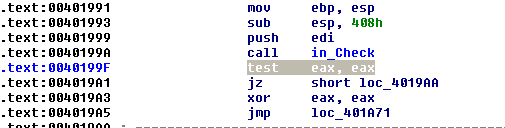 .text:00401991 mov ebp, esp
.text:00401993 sub esp, 408h
.text:00401999 push edi
.text:0040199A call in_Check
.text:0040199F test eax, eax
.text:004019A1 jz short loc_4019AA
.text:004019A3 xor eax, eax
.text:004019A5 jmp loc_401A71